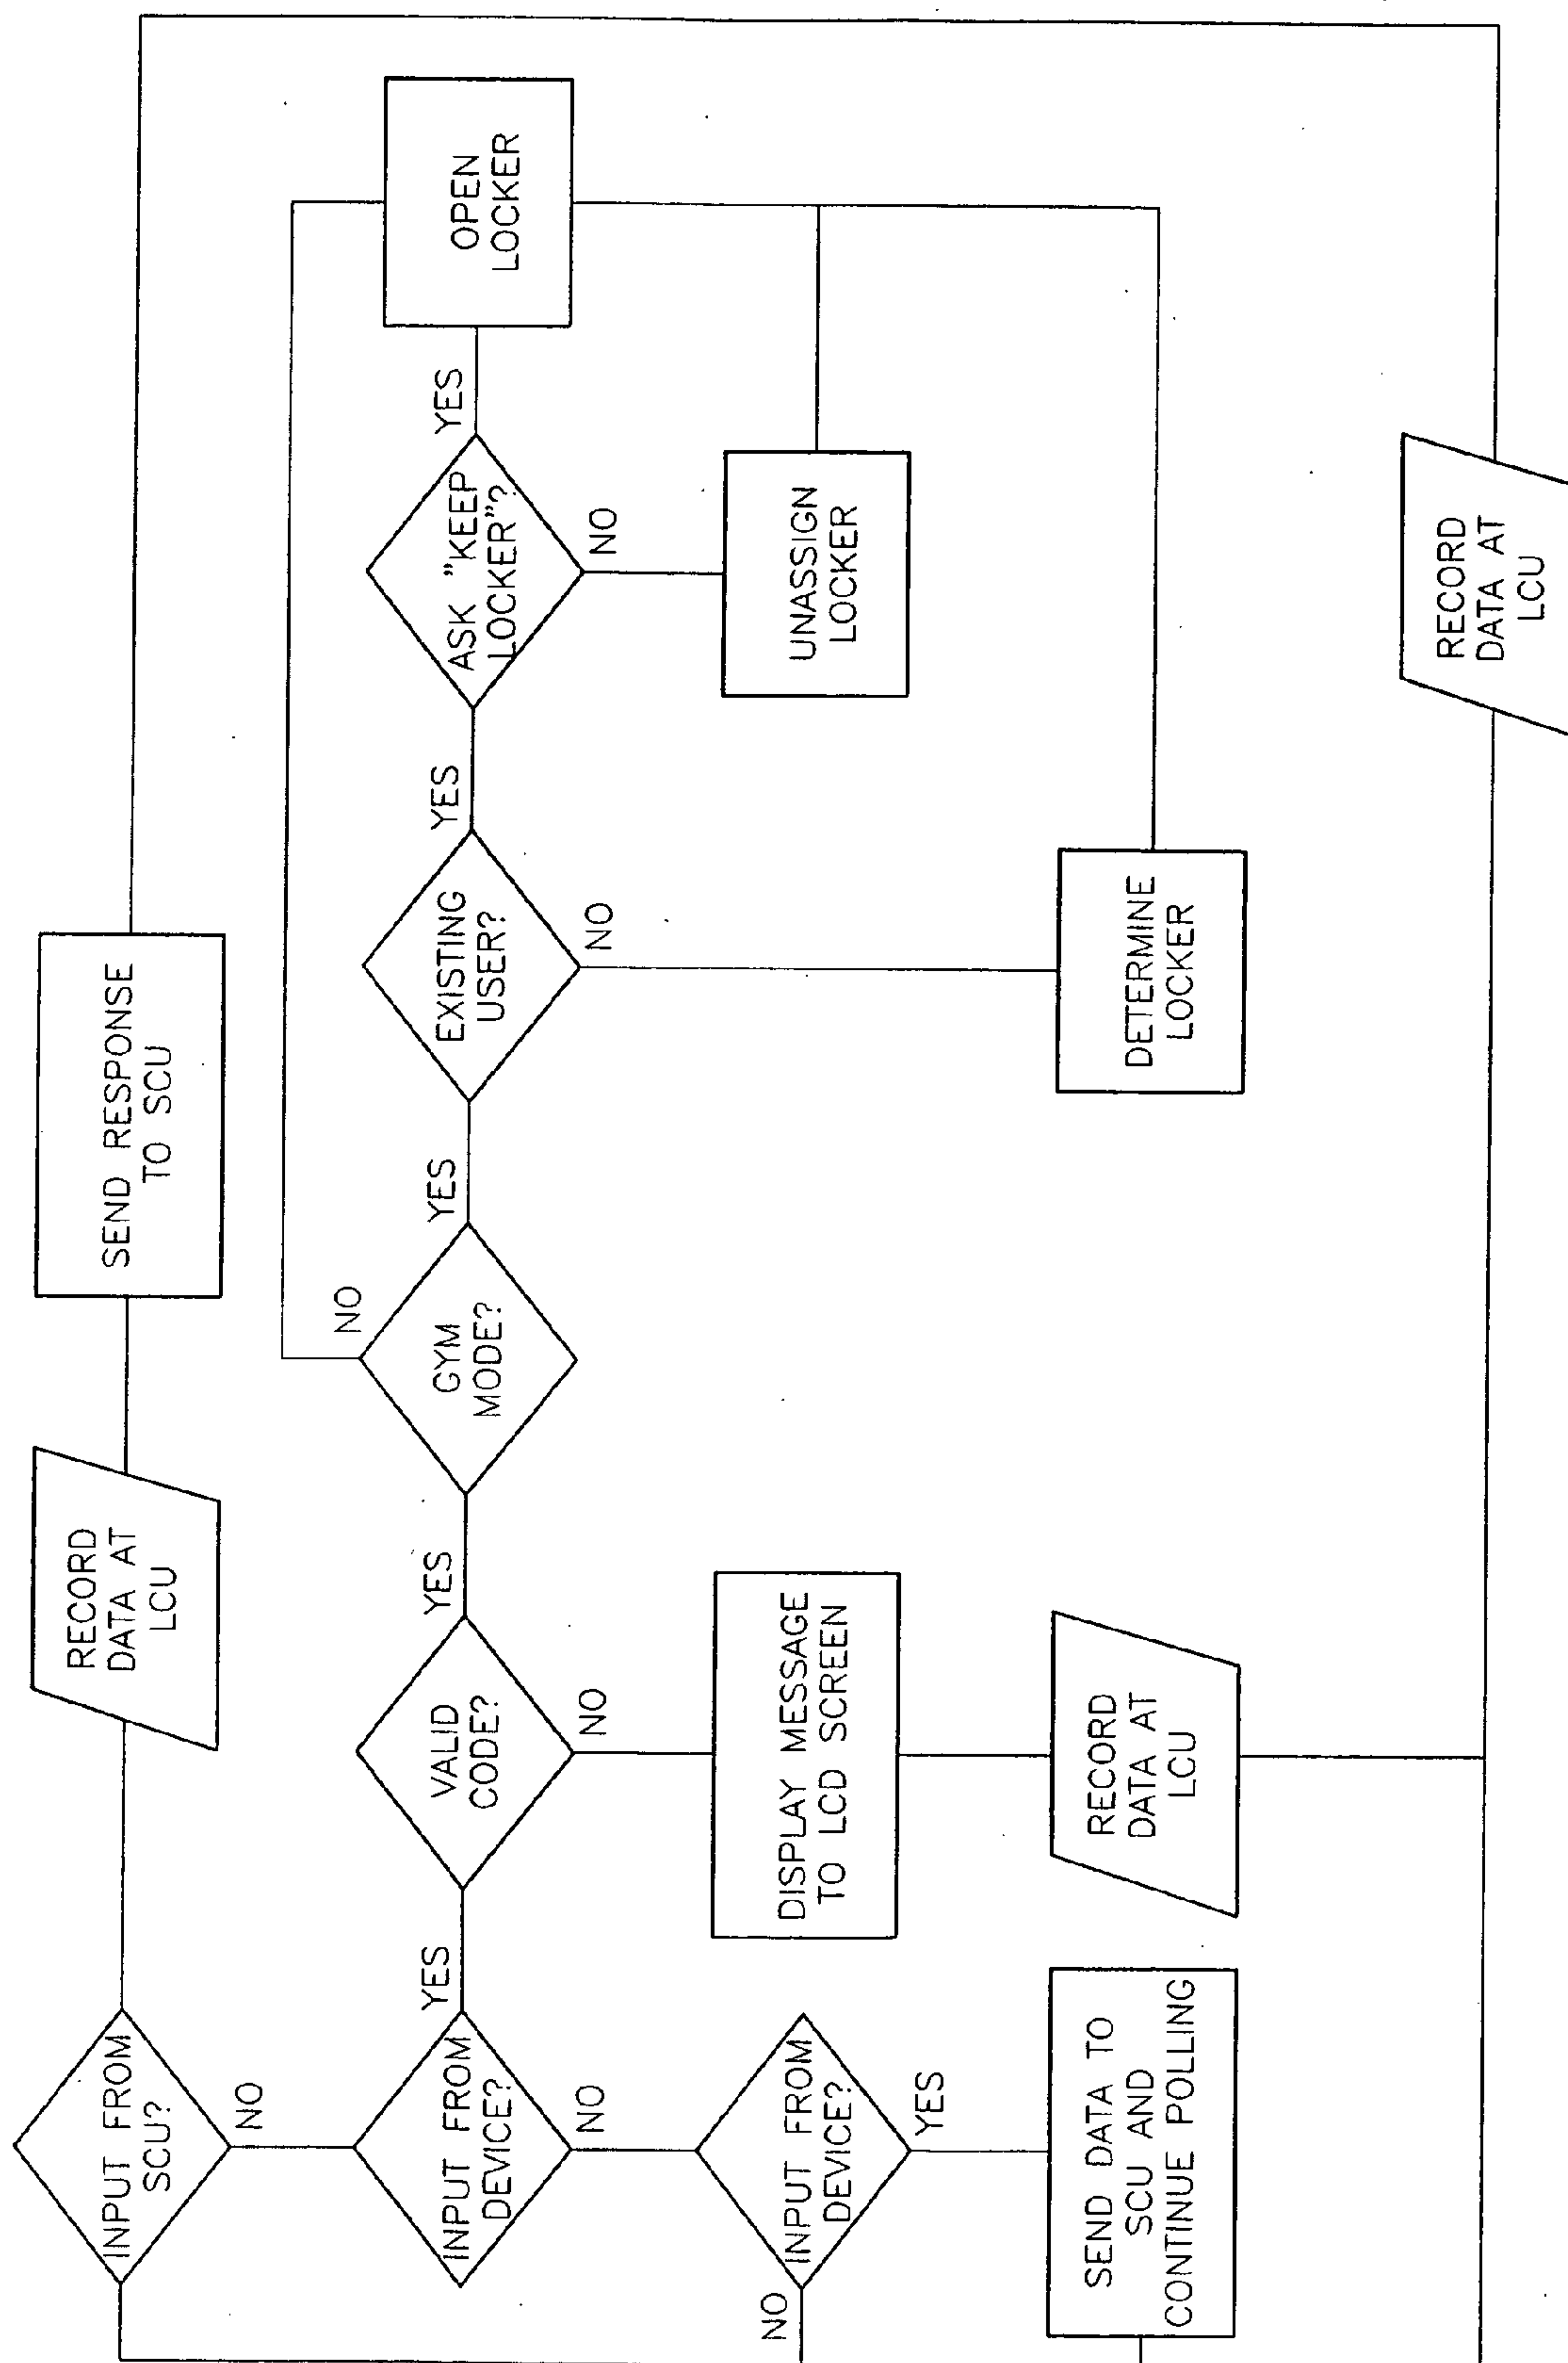 INPUT FROM
SCU?
RECORD
DATA AT
LCU
SEND RESPONSE
TO SCU
NO
INPUT FROM
DEVICE?
YES
VALID
CODE?
YES
GYM
MODE?
NO
YES
EXISTING
USER?
YES
ASK "KEEP
LOCKER"?
YES
OPEN
LOCKER
NO
NO
NO
NO
INPUT FROM
DEVICE?
NO
YES
DISPLAY MESSAGE
TO LCD SCREEN
UNASSIGN
LOCKER
SEND DATA TO
SCU AND
CONTINUE POLLING
RECORD
DATA AT
LCU
DETERMINE
LOCKER
RECORD
DATA AT
LCU